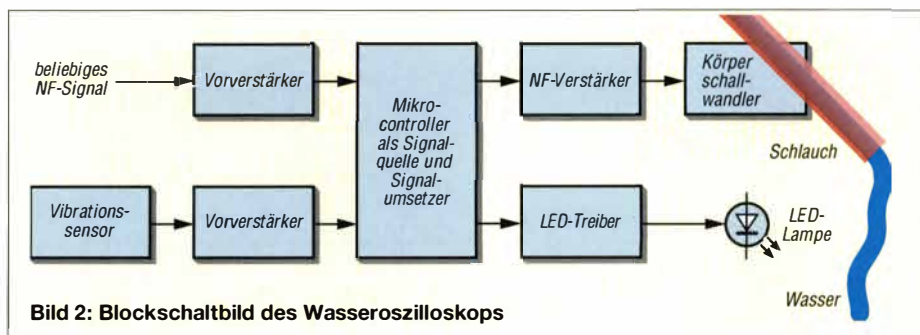 beliebiges
NF-Signal
Vorverstärker
Mikro-
controller
als Signal-
quelle und
Signal-
umsetzer
NF-Verstärker
Körper
schall-
wandler
Schlauch
Vibrations-
sensor
Vorverstärker
LED-Treiber
LED-
Lampe
Wasser
Bild 2: Blockschaltbild des Wasseroszilloskops